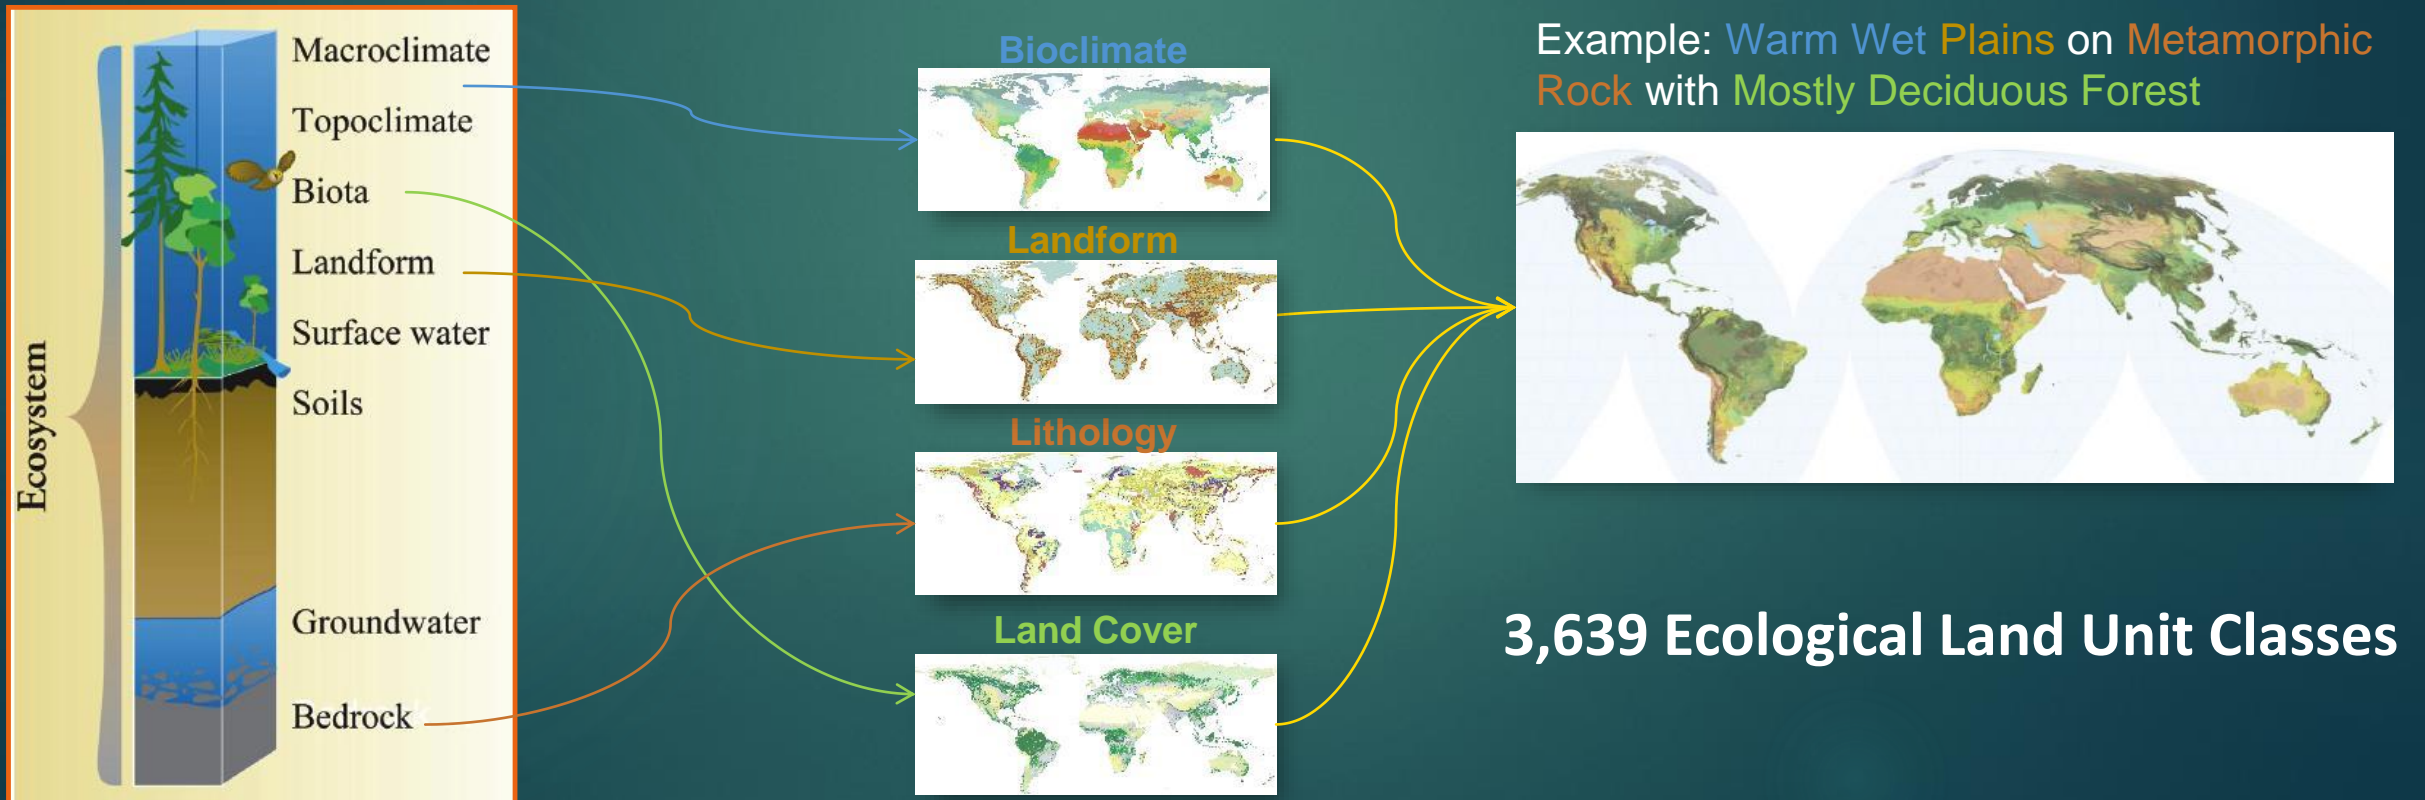 Ecosystem
Macroclimate
Topoclimate
Biota
Landform
Surface water
Soils
Groundwater
Bedrock
Bioclimate
Landform
Lithology
Land Cover
Example: Warm Wet Plains on Metamorphic
Rock with Mostly Deciduous Forest
3,639 Ecological Land Unit Classes